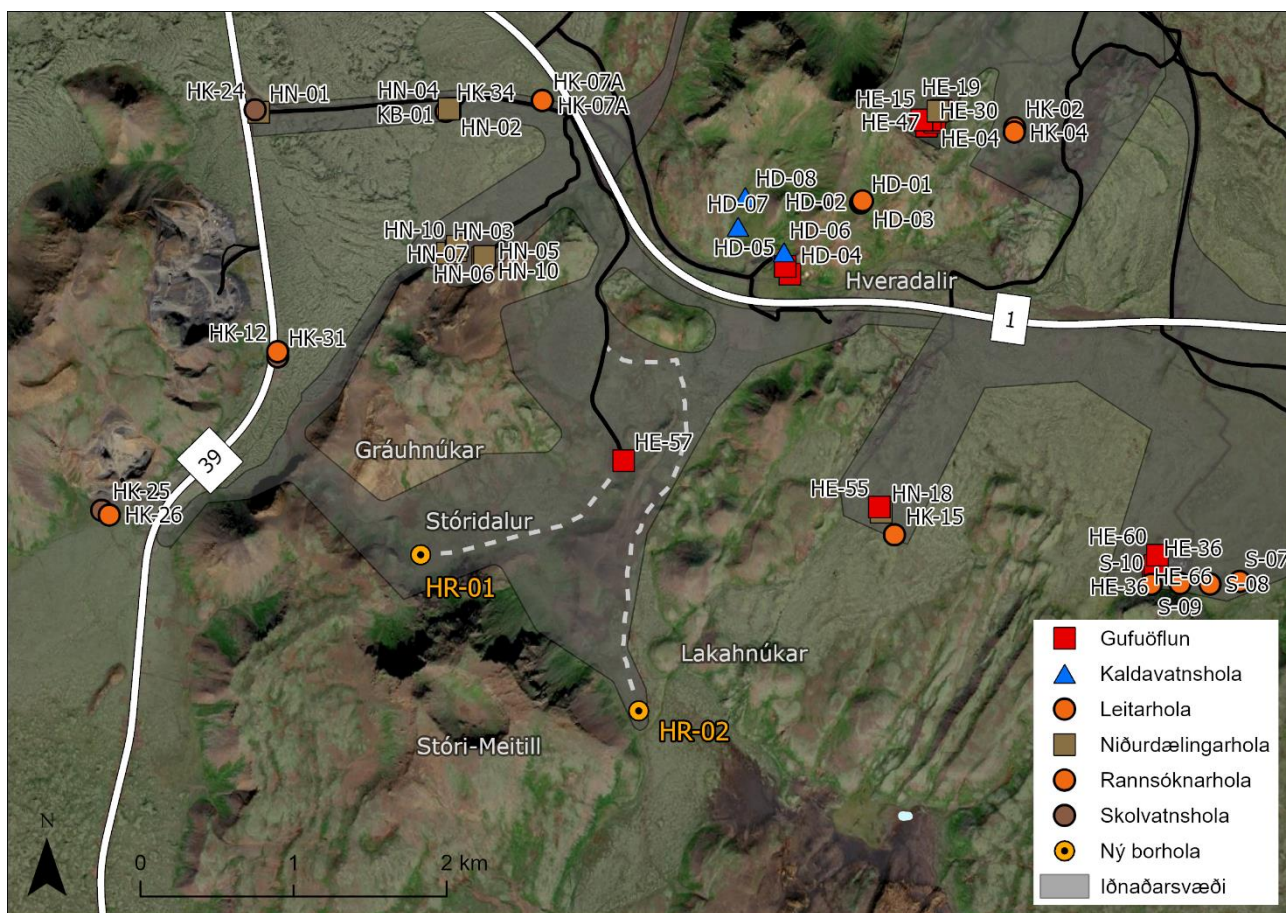 HK-24
HN-01
HN-04
HK-34
KB-01
HN-02
HK-07A
HK-07A
HE-19
HE-15
HE-30
HE-47
HE-04
HK-02
HK-04
HD-08
HD-07
HD-02
HD-01
HD-03
HD-06
HD-05
HD-04
Hveradalir
HN-10
HN-03
HN-07
HN-05
HN-06
HN-10
1
HK-12
HK-31
39
Gráuhnúkar
HE-57
HK-25
HK-26
Stóridalur
HE-55
HN-18
HK-15
HR-01
HE-60
HE-36
S-10
HE-66
S-07
HE-36
S-08
S-09
Lakahnúkar
HR-02
Stóri-Meitill
N
0 1 2 km
Gufuöflun
Kaldavatnshola
Leitarhola
Niðurdælingarhola
Rannsóknarhola
Skolvatnshola
Ný borhola
Iðnaðarsvæði